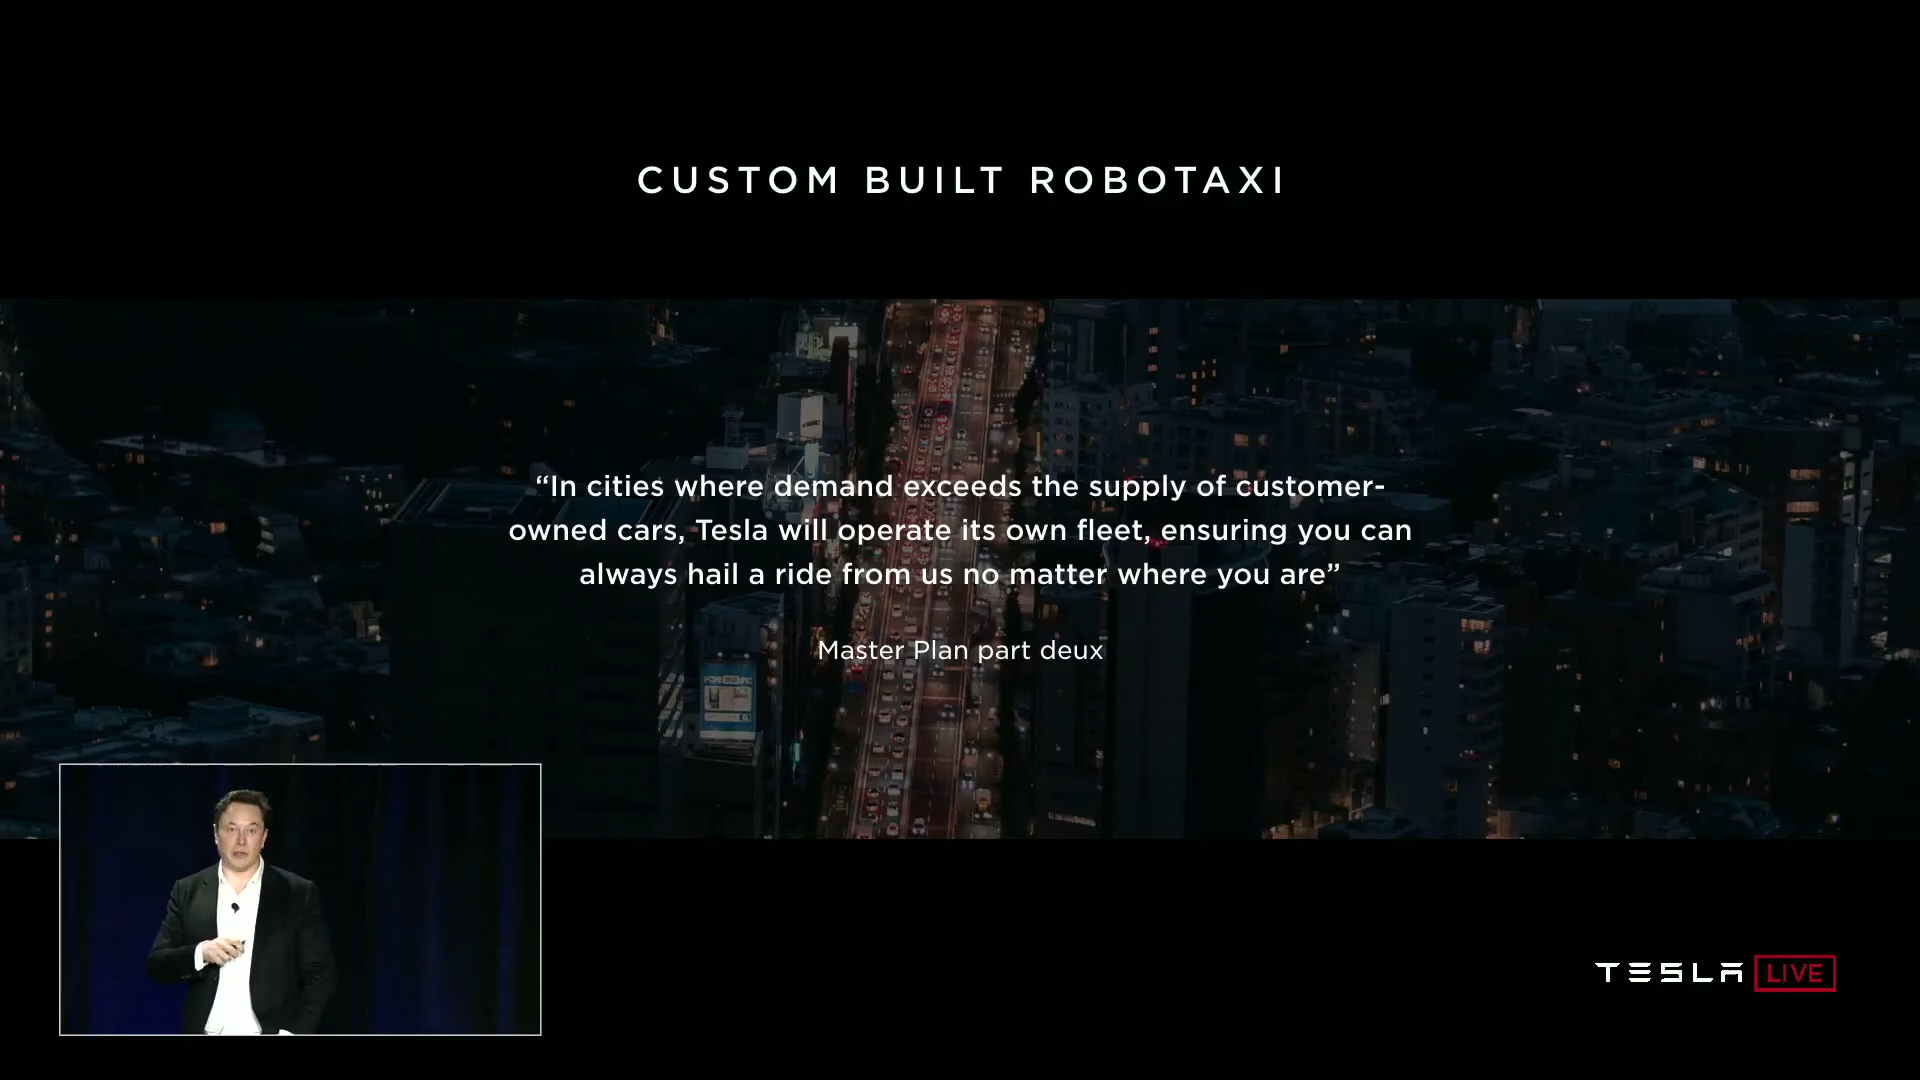 CUSTOM BUILT ROBOTAXI
“In cities where demand exceeds the supply of customer-
owned cars, Tesla will operate its own fleet, ensuring you can
always hail a ride from us no matter where you are”
Master Plan part deux
TESLA LIVE